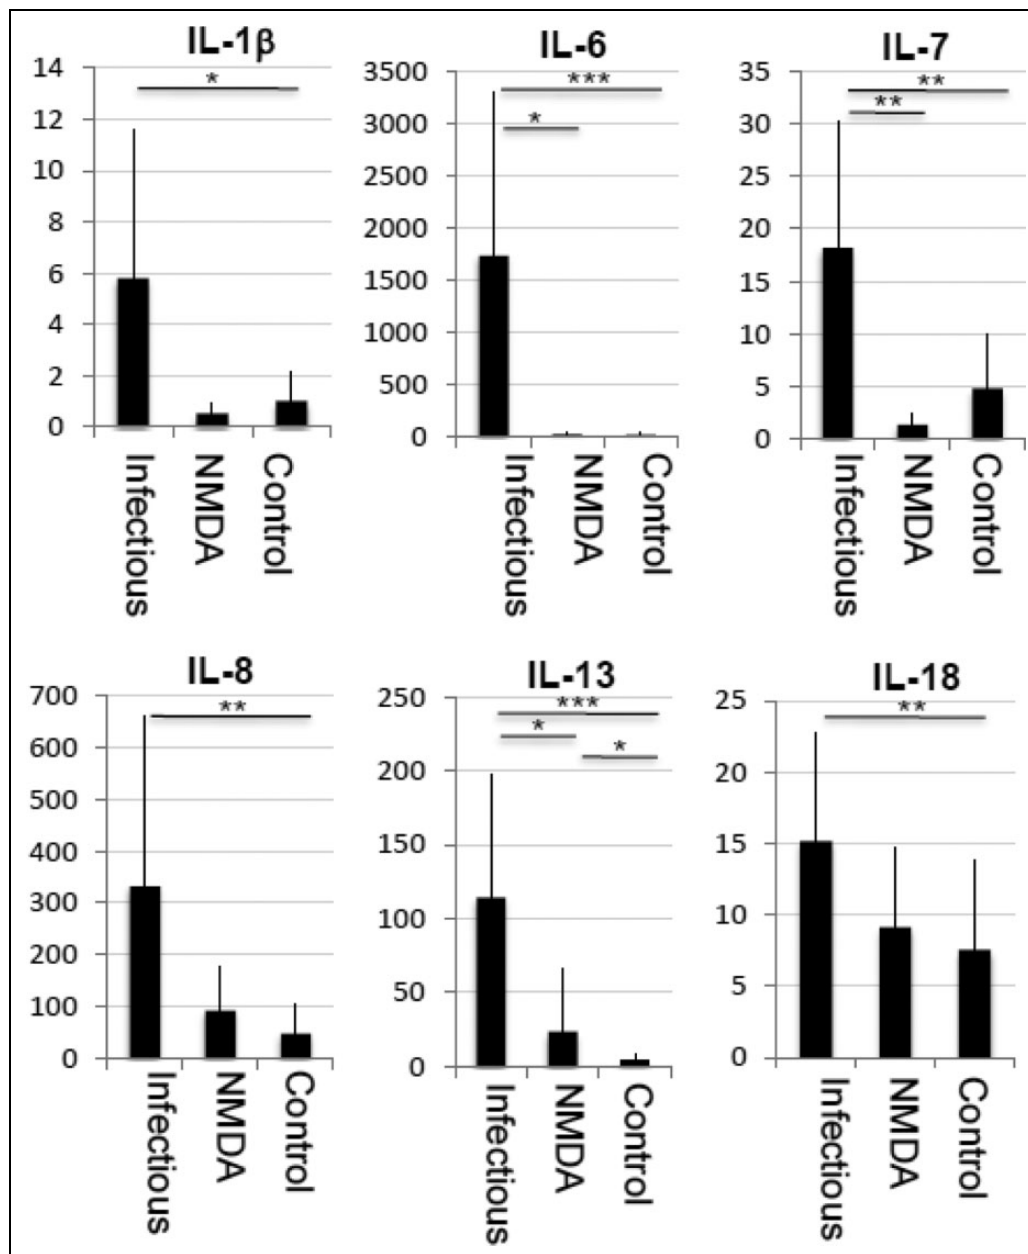 IL-1β
14
12
10
8
6
4
2
0
*
Infectious
NMDA
Control
IL-6
3500
3000
2500
2000
1500
1000
500
0
***
*
Infectious
NMDA
Control
IL-7
35
30
25
20
15
10
5
0
**
**
Infectious
NMDA
Control
IL-8
700
600
500
400
300
200
100
0
**
Infectious
NMDA
Control
IL-13
250
200
150
100
50
0
***
*
*
Infectious
NMDA
Control
IL-18
25
20
15
10
5
0
**
Infectious
NMDA
Control